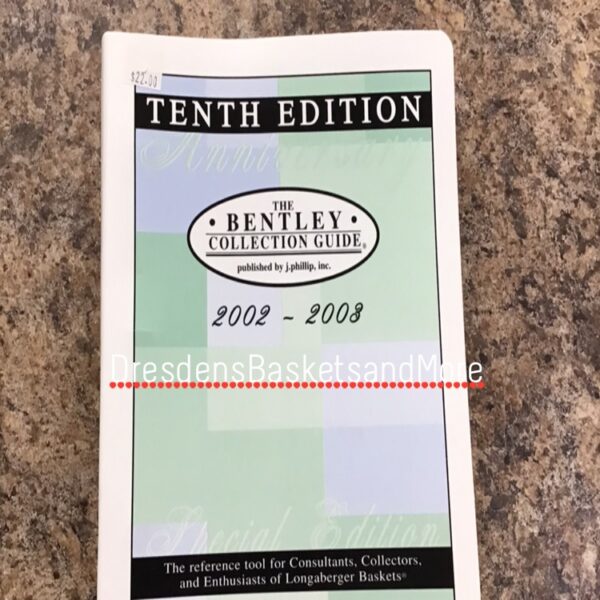 $22.00
TENTH EDITION
Anniversary
THE
• BENTLEY •
COLLECTION GUIDE®
published by j.phillip, inc.
2002 ~ 2003
DresdensBasketsandMore
Special Edition
The reference tool for Consultants, Collectors,
and Enthusiasts of Longaberger Baskets®